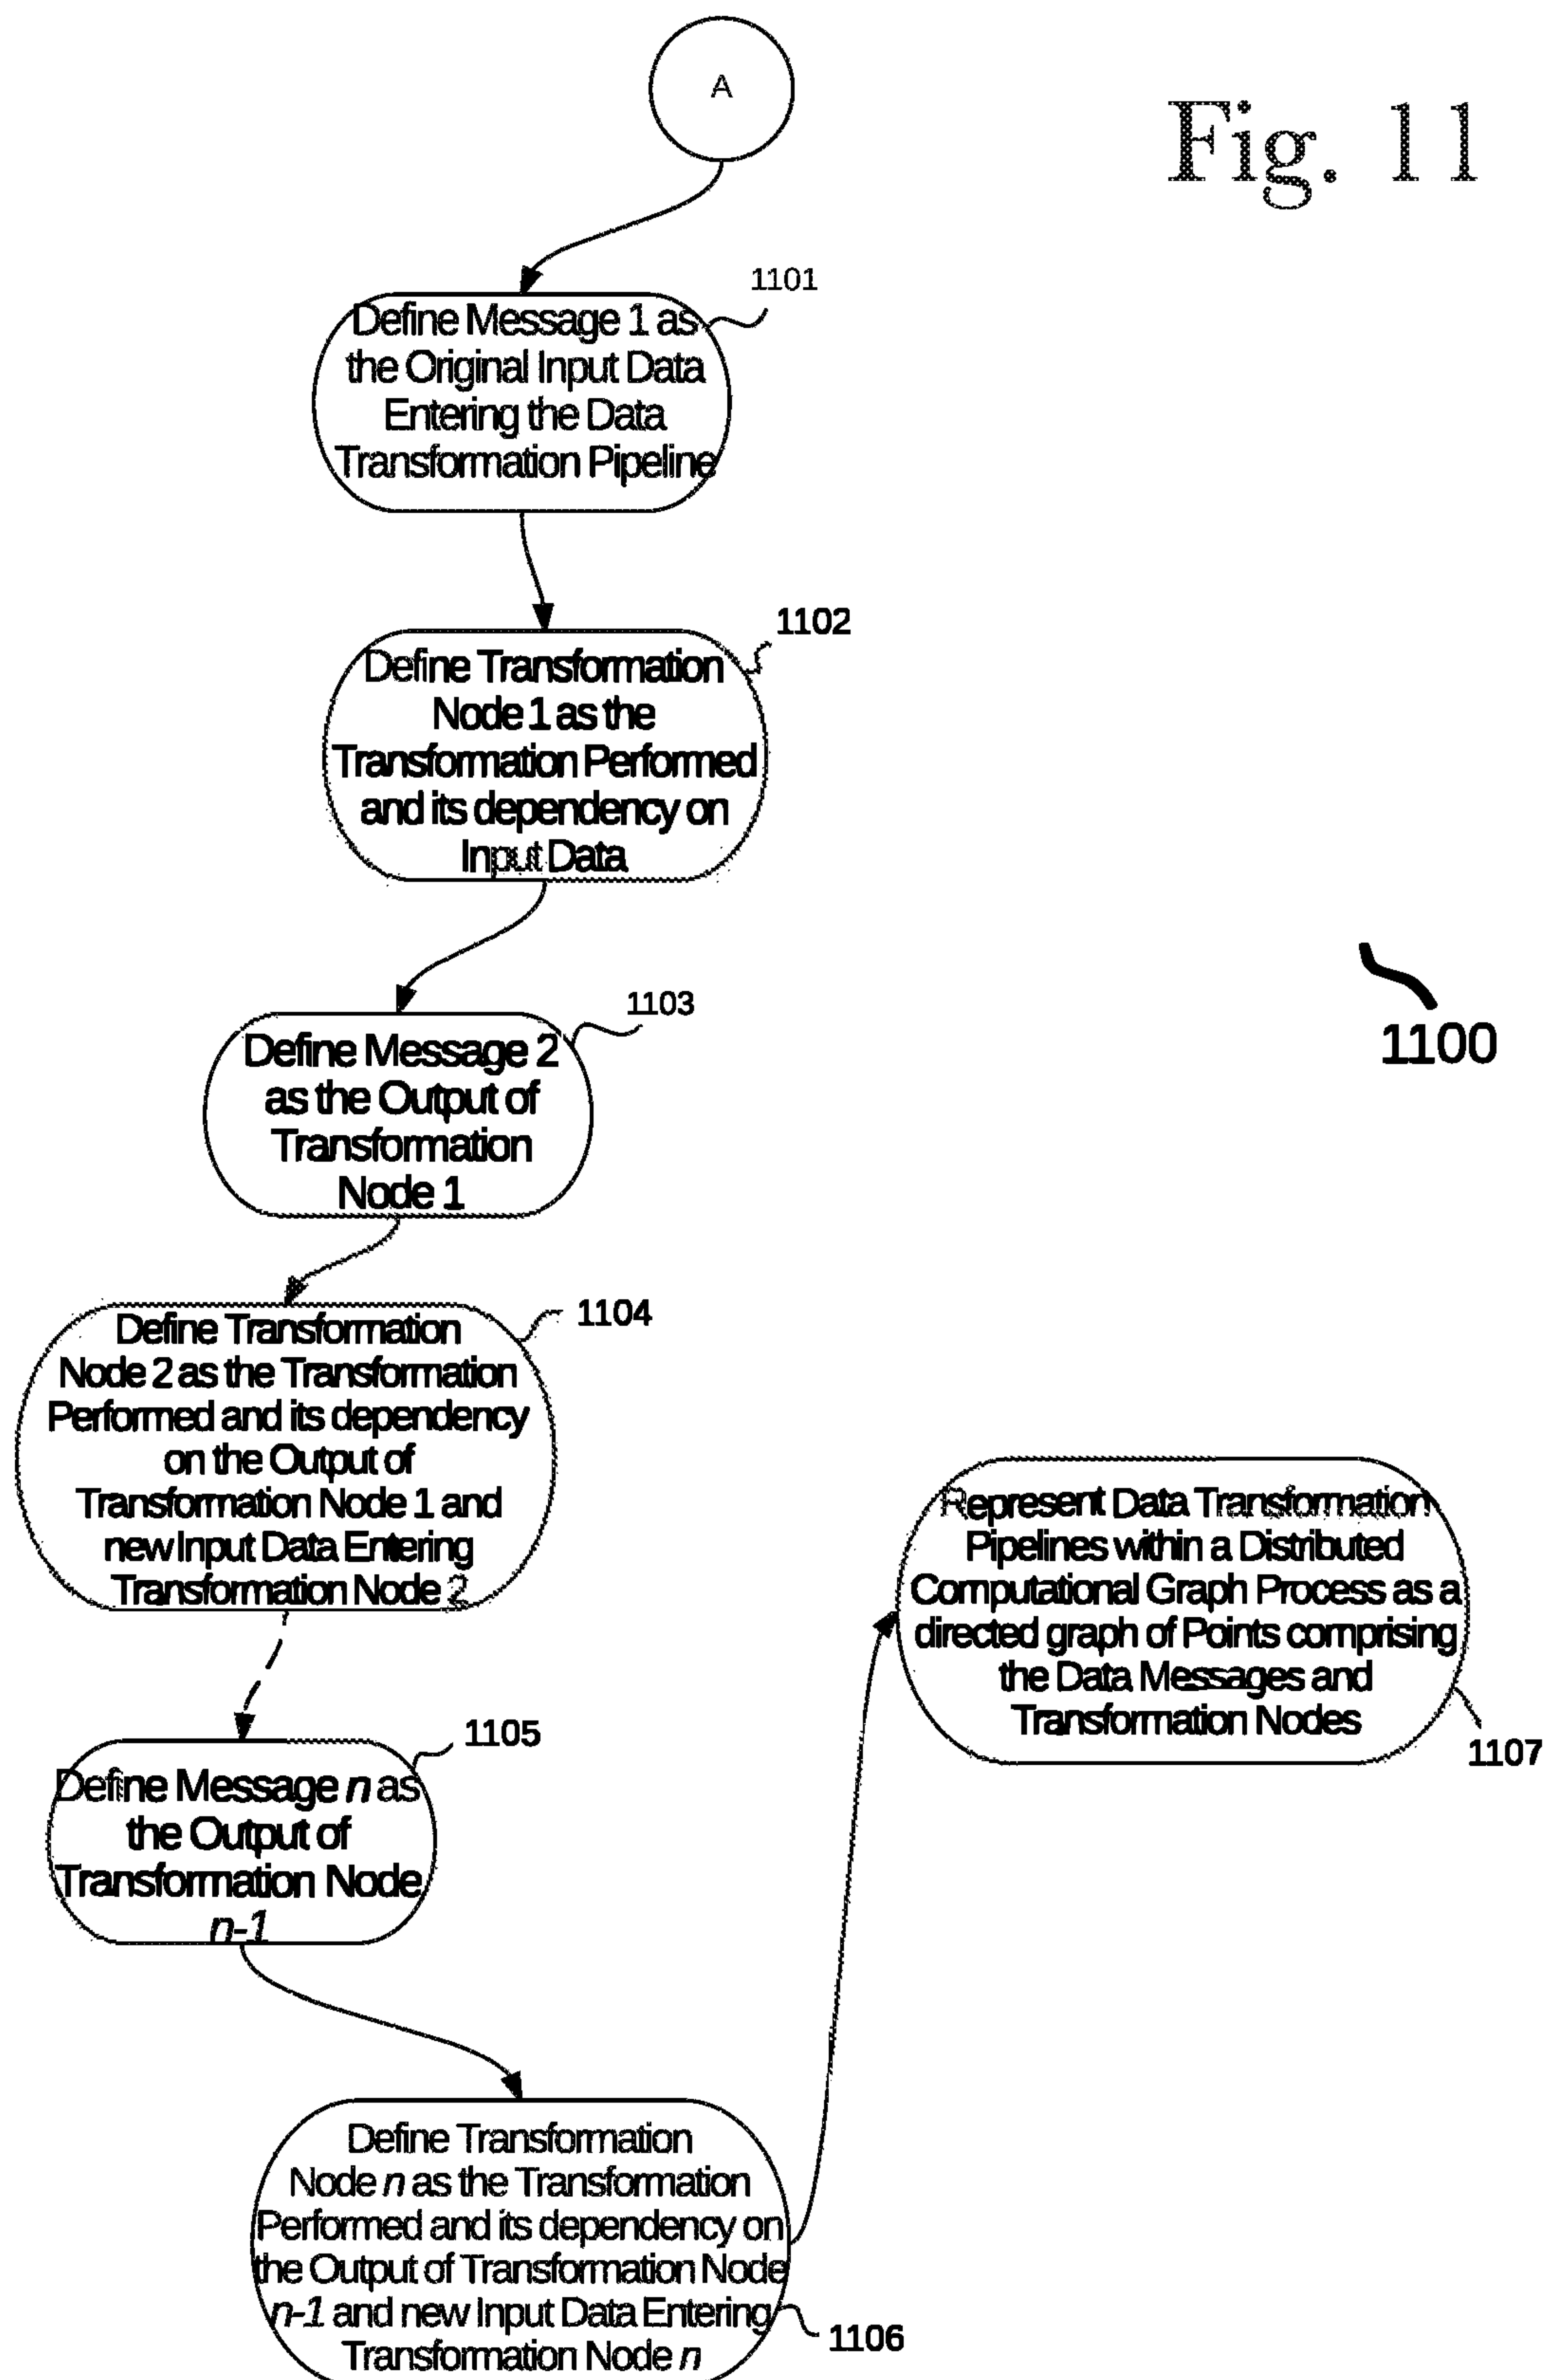 A
Fig. 11
1101
Define Message 1 as
the Original Input Data
Entering the Data
Transformation Pipeline
1102
Define Transformation
Node 1 as the
Transformation Performed
and its dependency on
Input Data
1103
Define Message 2
as the Output of
Transformation
Node 1
1100
1104
Define Transformation
Node 2 as the Transformation
Performed and its dependency
on the Output of
Transformation Node 1 and
new Input Data Entering
Transformation Node 2
1105
Define Message n as
the Output of
Transformation Node
n-1
Define Transformation
Node n as the Transformation
Performed and its dependency on
the Output of Transformation Node
n-1 and new Input Data Entering
Transformation Node n
1106
Represent Data Transformation
Pipelines within a Distributed
Computational Graph Process as a
directed graph of Points comprising
the Data Messages and
Transformation Nodes
1107